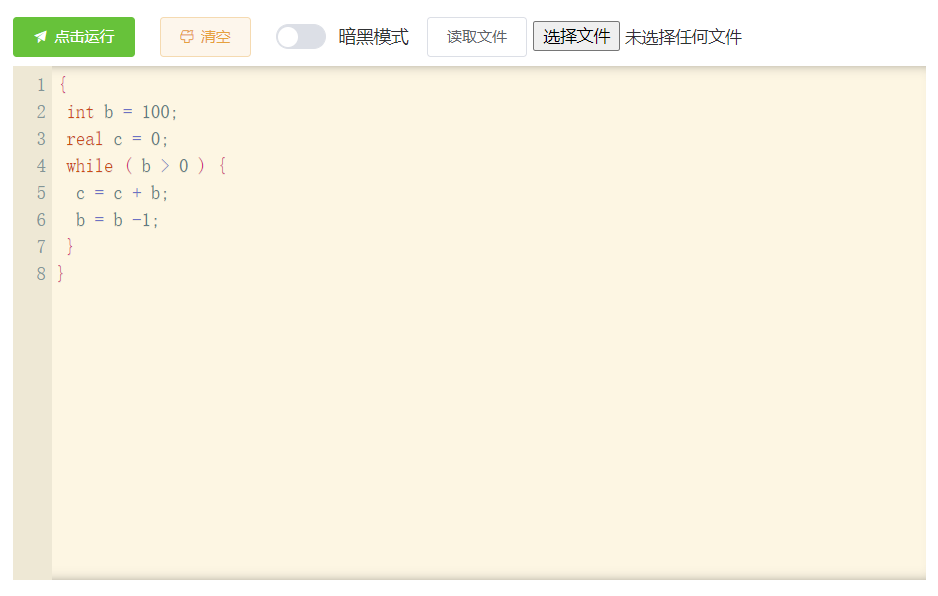 点击运行 清空 暗黑模式 读取文件 选择文件 未选择任何文件
1 {
2 int b = 100;
3 real c = 0;
4 while ( b > 0 ) {
5 c = c + b;
6 b = b -1;
7 }
8 }